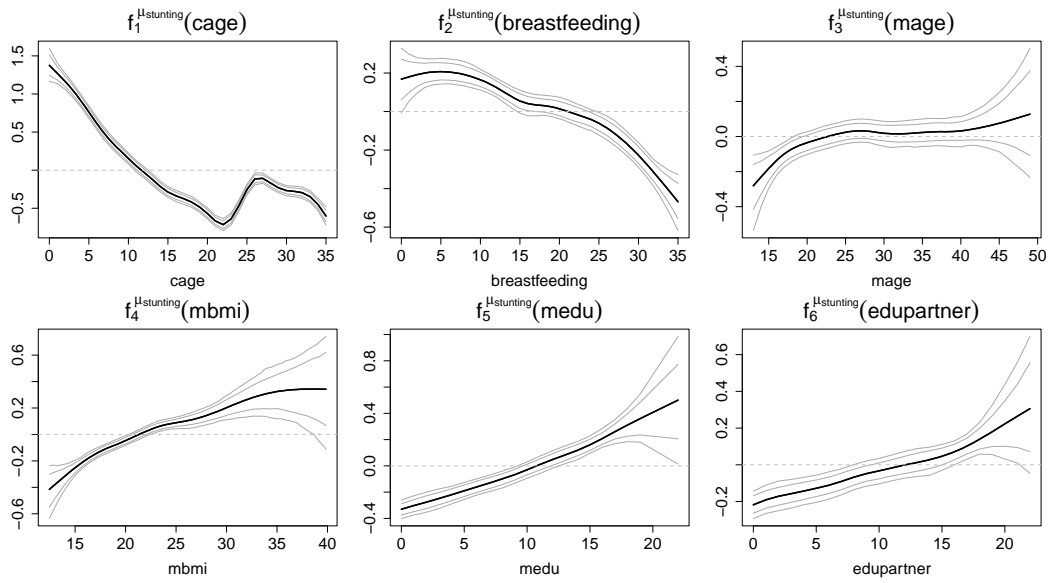 f₁^μstunting(cage) f₂^μstunting(breastfeeding) f₃^μstunting(mage)
−0.5 0.5 1.0 1.5
−0.6 −0.2 0.2
−0.4 0.0 0.4
0 5 10 15 20 25 30 35
0 5 10 15 20 25 30 35
15 20 25 30 35 40 45 50
cage breastfeeding mage
f₄^μstunting(mbmi) f₅^μstunting(medu) f₆^μstunting(edupartner)
−0.6 −0.2 0.2 0.6
−0.4 0.0 0.4 0.8
−0.2 0.2 0.6
15 20 25 30 35 40
0 5 10 15 20
0 5 10 15 20
mbmi medu edupartner